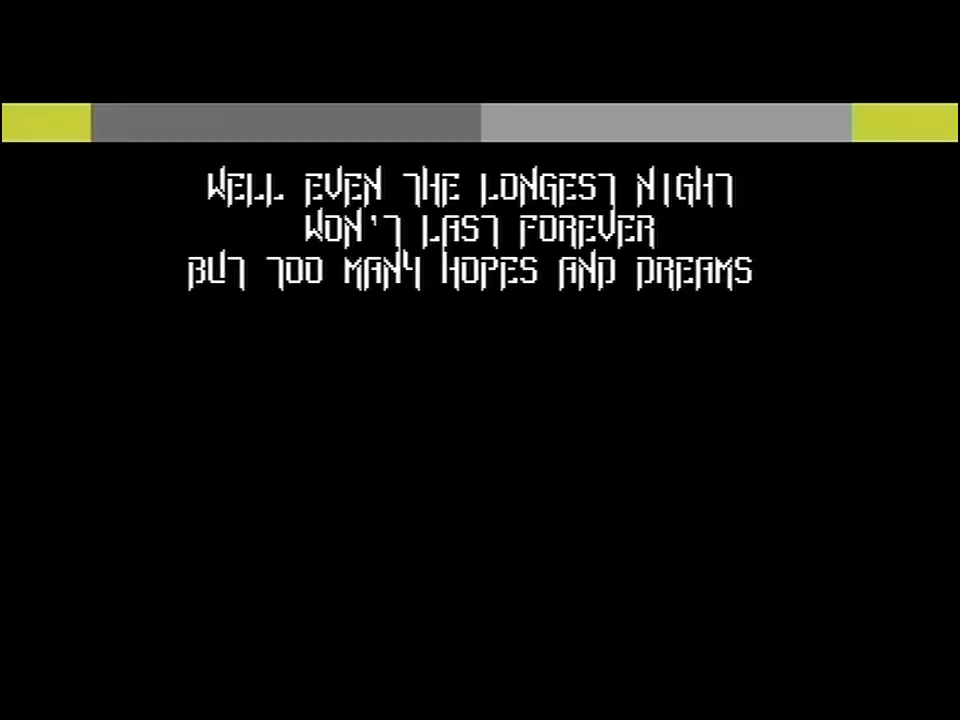 WELL EVEN THE LONGEST NIGHT
WON'T LAST FOREVER
BUT TOO MANY HOPES AND DREAMS